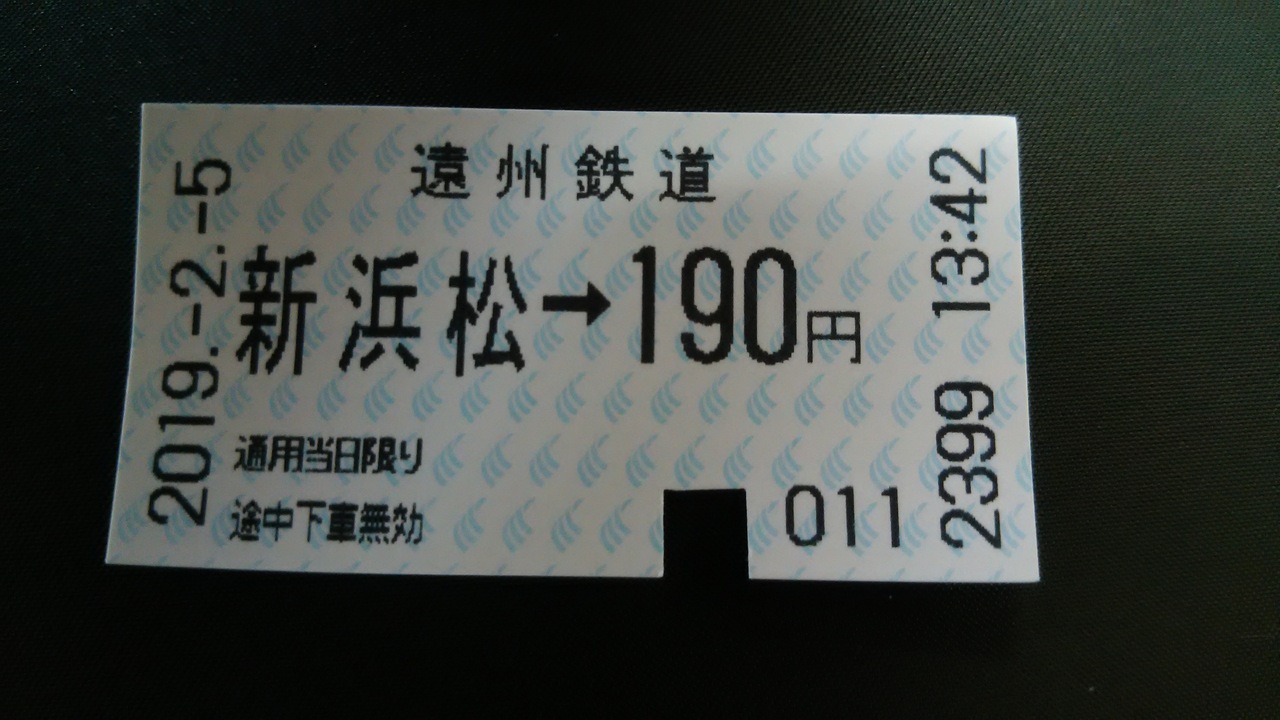 遠州鉄道
新浜松→190円
通用当日限り
途中下車無効
011
2019.-2.-5
2399 13:42